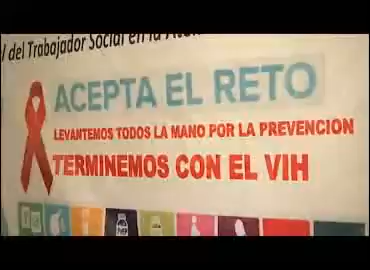 del Trabajador Social en la
ACEPTA EL RETO
LEVANTEMOS TODOS LA MANO POR LA PREVENCION
TERMINEMOS CON EL VIH